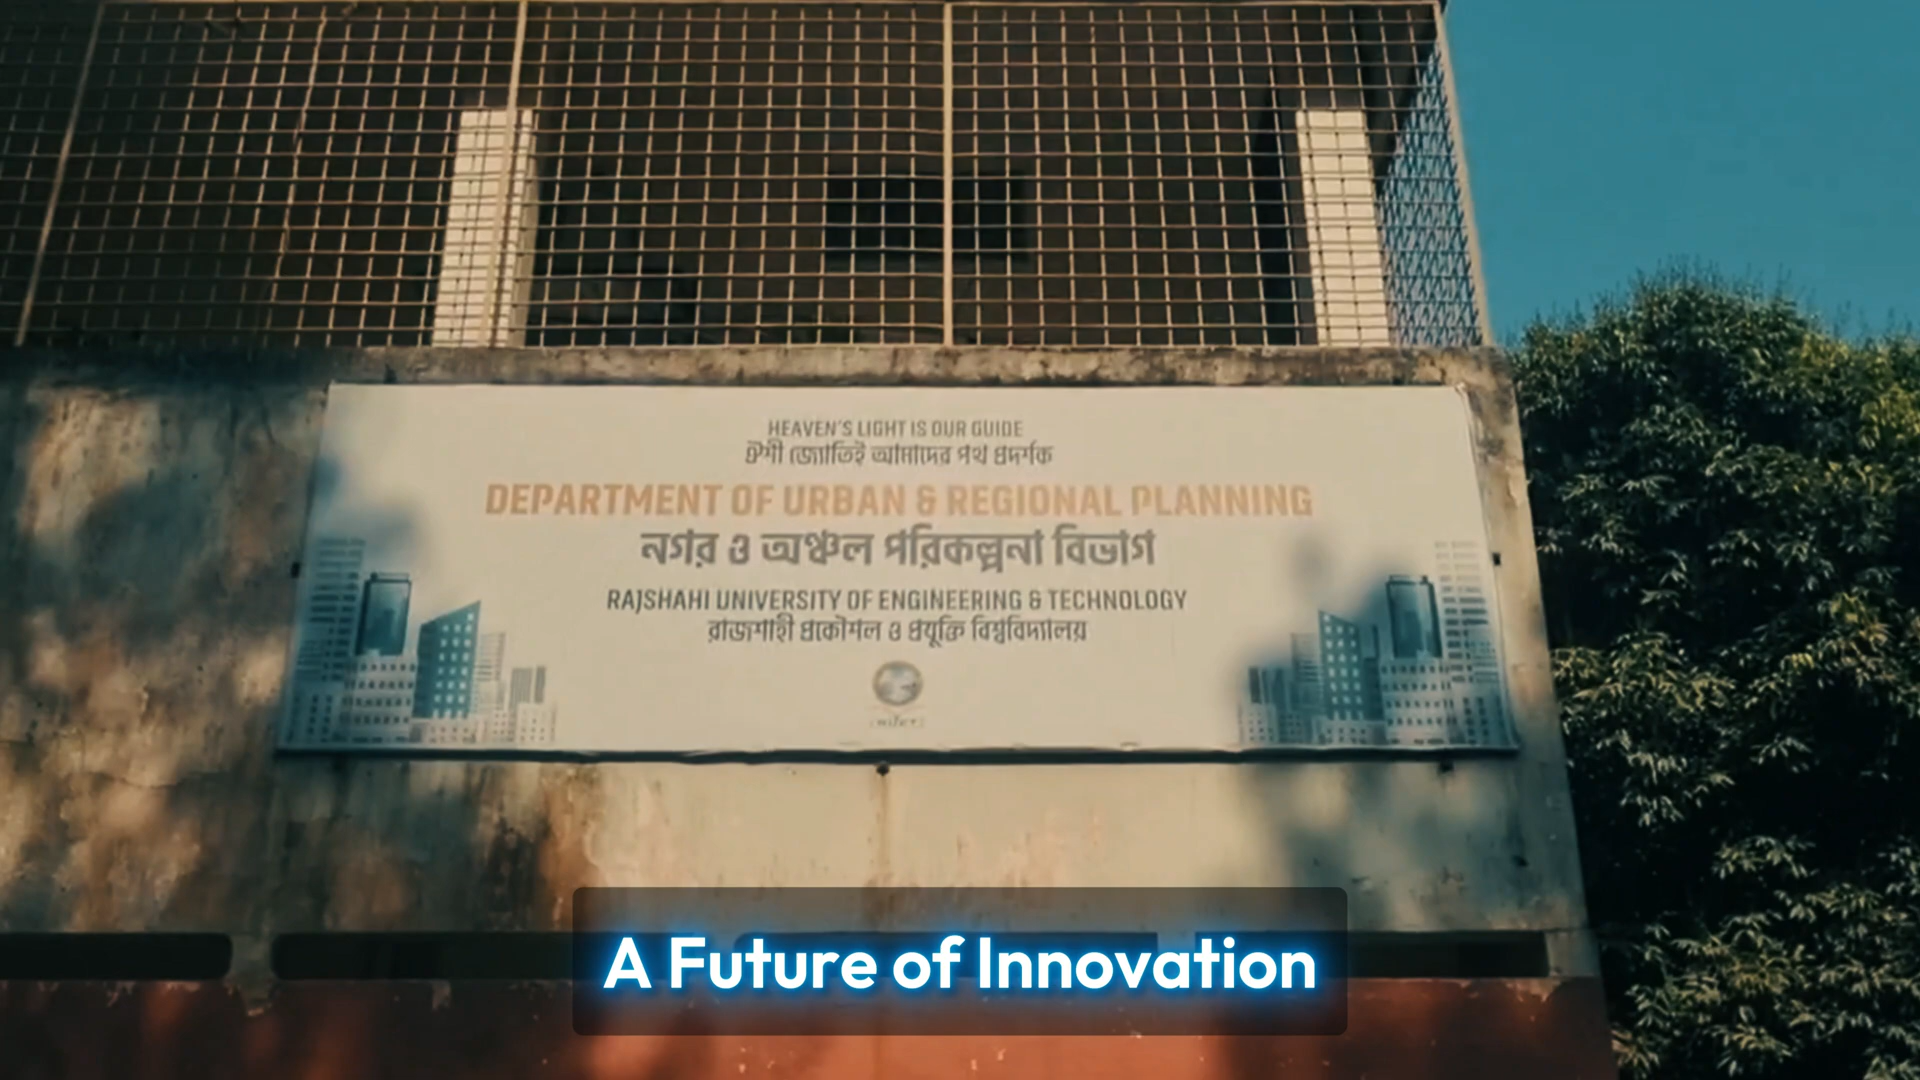 HEAVEN'S LIGHT IS OUR GUIDE
ঐশী জ্যোতিই আমাদের পথ প্রদর্শক
DEPARTMENT OF URBAN & REGIONAL PLANNING
নগর ও অঞ্চল পরিকল্পনা বিভাগ
RAJSHAHI UNIVERSITY OF ENGINEERING & TECHNOLOGY
রাজশাহী প্রকৌশল ও প্রযুক্তি বিশ্ববিদ্যালয়
A Future of Innovation